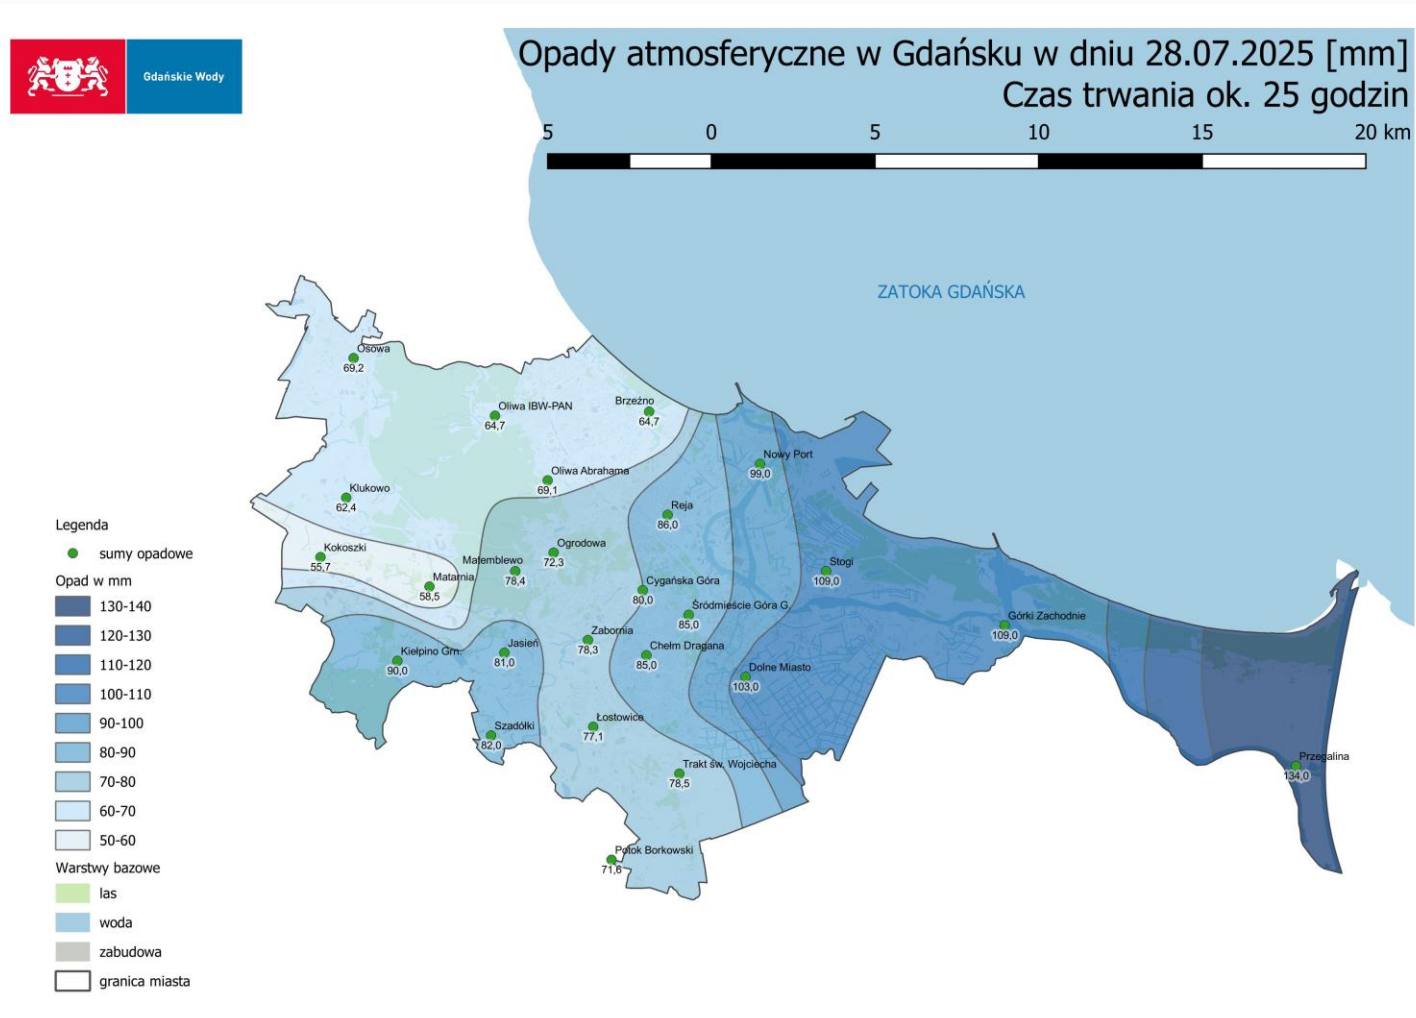 Gdańskie Wody
Opady atmosferyczne w Gdańsku w dniu 28.07.2025 [mm]
Czas trwania ok. 25 godzin
5 0 5 10 15 20 km
ZATOKA GDAŃSKA
Osowa
69,2
Oliwa IBW-PAN
64,7
Brzeźno
64,7
Nowy Port
99,0
Oliwa Abrahama
69,1
Klukowo
62,4
Reja
86,0
Kokoszki
55,7
Ogrodowa
72,3
Matemblewo
78,4
Matarnia
58,5
Cygańska Góra
80,0
Stogi
109,0
Śródmieście Góra G.
85,0
Górki Zachodnie
109,0
Zabornia
78,3
Chełm Dragana
85,0
Jasień
81,0
Kiełpino Grn.
90,0
Dolne Miasto
103,0
Łostowice
77,1
Szadółki
82,0
Trakt św. Wojciecha
78,5
Przegalina
134,0
Potok Borkowski
71,6
Legenda
sumy opadowe
Opad w mm
130-140
120-130
110-120
100-110
90-100
80-90
70-80
60-70
50-60
Warstwy bazowe
las
woda
zabudowa
granica miasta